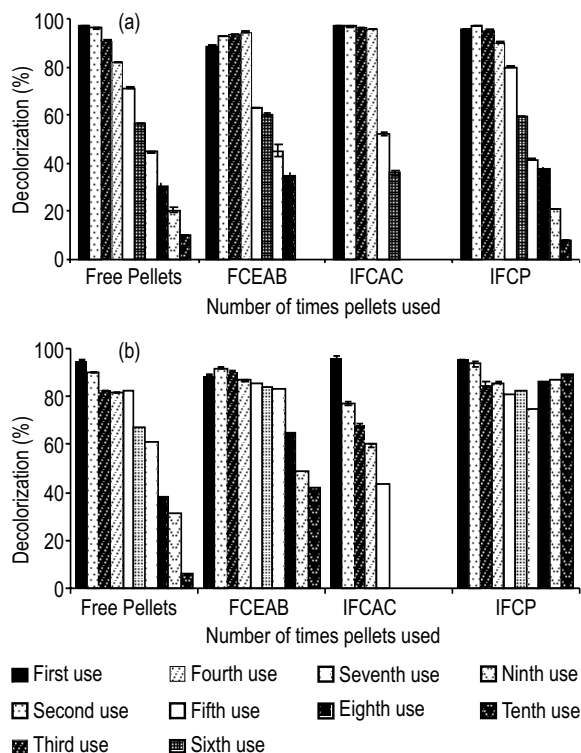 (a)
Decolorization (%)
100
80
60
40
20
0
Free Pellets FCEAB IFCAC IFCP
Number of times pellets used
(b)
Decolorization (%)
100
80
60
40
20
0
Free Pellets FCEAB IFCAC IFCP
Number of times pellets used
First use Fourth use Seventh use Ninth use
Second use Fifth use Eighth use Tenth use
Third use Sixth use